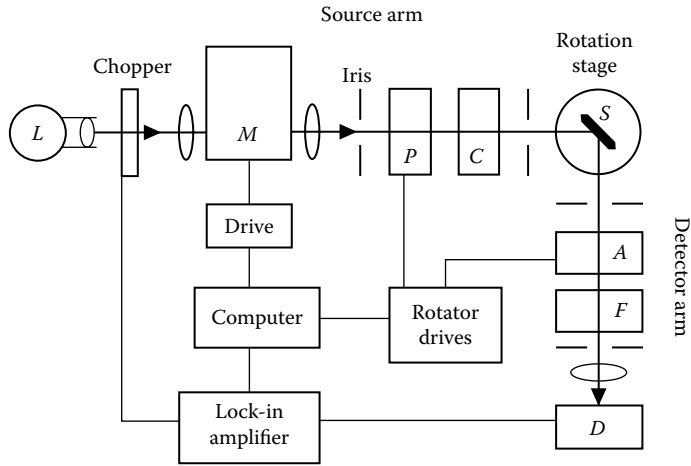 Source arm
Rotation
stage
Chopper
Iris
L
M
P
C
S
Drive
A
Detector arm
Computer
Rotator
drives
F
Lock-in
amplifier
D